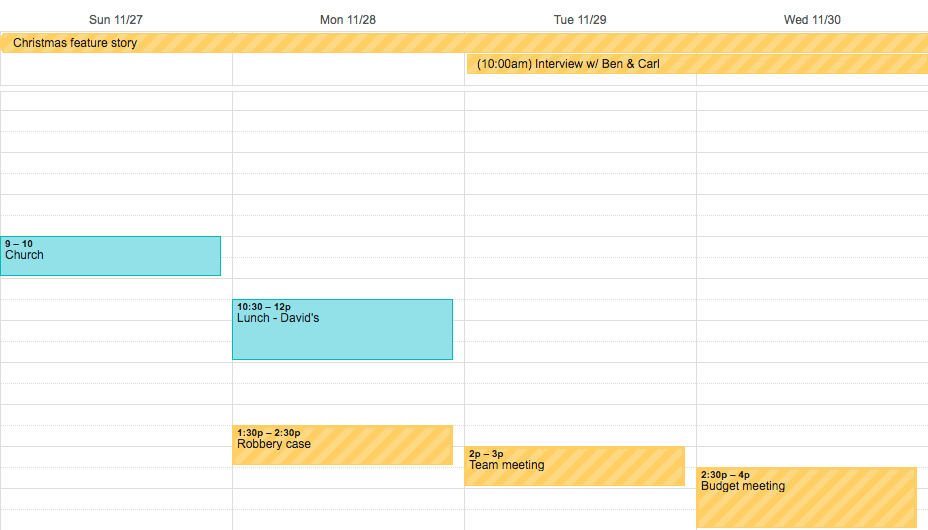 Sun 11/27
Mon 11/28
Tue 11/29
Wed 11/30
Christmas feature story
(10:00am) Interview w/ Ben & Carl
9 – 10
Church
10:30 – 12p
Lunch - David's
1:30p – 2:30p
Robbery case
2p – 3p
Team meeting
2:30p – 4p
Budget meeting